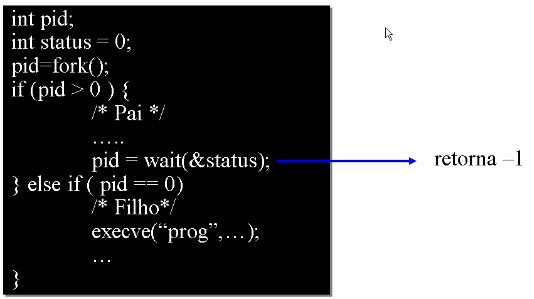 int pid;
int status = 0;
pid=fork();
if (pid > 0 ) {
/* Pai */
…..
pid = wait(&status);
retorna –1
} else if ( pid == 0)
/* Filho*/
execve(“prog”,…);
…
}